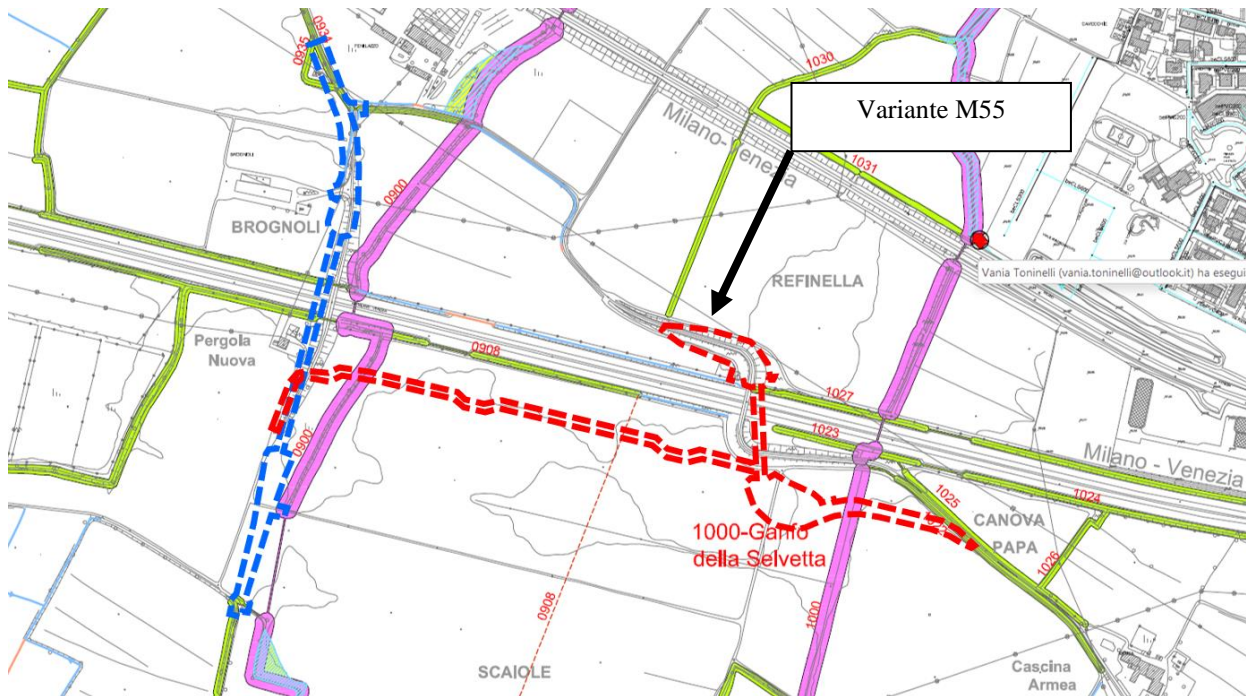 0934
0935
1030
Variante M55
Milano-Venezia
1031
0900
BROGNOLI
REFINELLA
Vania Toninelli (vania.toninelli@outlook.it) ha esegui
Pergola
Nuova
0908
1027
1023
Milano-Venezia
0900
1024
1025
CANOVA
PAPA
1000-Ganfo
della Selvetta
1026
0908
1000
SCAIOLE
Cascina
Armea